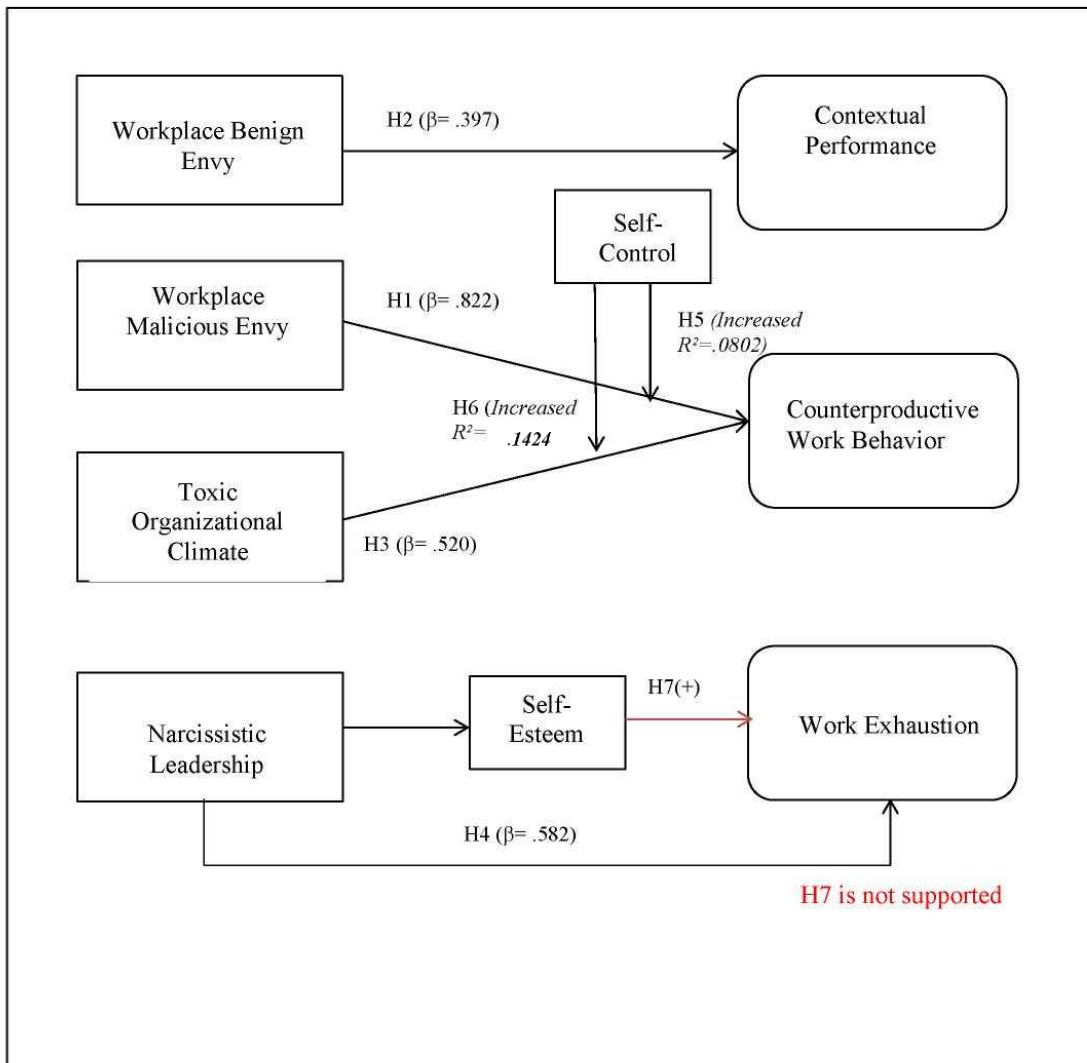 Workplace Benign
Envy
H2 (β= .397)
Contextual
Performance
Self-
Control
Workplace
Malicious Envy
H1 (β= .822)
H5 (Increased
R²=.0802)
H6 (Increased
R²= .1424
Counterproductive
Work Behavior
Toxic
Organizational
Climate
H3 (β= .520)
Narcissistic
Leadership
Self-
Esteem
H7(+)
Work Exhaustion
H4 (β= .582)
H7 is not supported